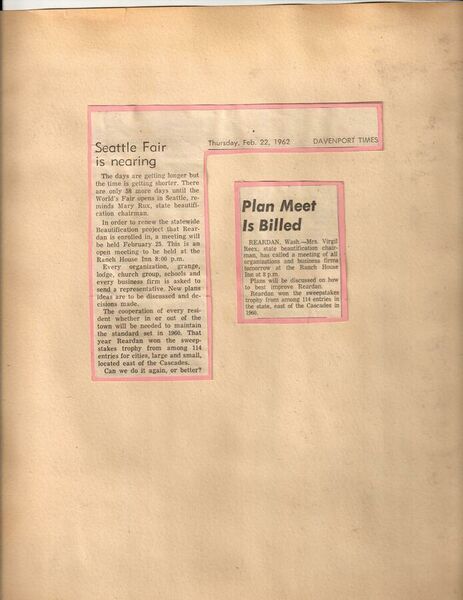 Thursday, Feb. 22, 1962 DAVENPORT TIMES
Seattle Fair
is nearing
The days are getting longer but
the time is getting shorter. There
are only 58 more days until the
World's Fair opens in Seattle, re-
minds Mary Rux, state beautifi-
cation chairman.
In order to renew the statewide
Beautification project that Rear-
dan is enrolled in, a meeting will
be held February 25. This is an
open meeting to be held at the
Ranch House Inn 8:00 p.m.
Every organization, grange,
lodge, church group, schools and
every business firm is asked to
send a representative. New plans
ideas are to be discussed and de-
cisions made.
The cooperation of every resi-
dent whether in or out of the
town will be needed to maintain
the standard set in 1960. That
year Reardan won the sweep-
stakes trophy from among 114
entries for cities, large and small,
located east of the Cascades.
Can we do it again, or better?
Plan Meet
Is Billed
REARDAN, Wash.—Mrs. Virgil
state beautification chair-
man, has called a meeting of all
organizations and business firms
tomorrow at the Ranch House
Inn at 8 p.m.
Plans will be discussed on how
to best improve Reardan.
Reardan won the sweepstakes
trophy from among 114 entries in
the state, east of the Cascades in
1960.